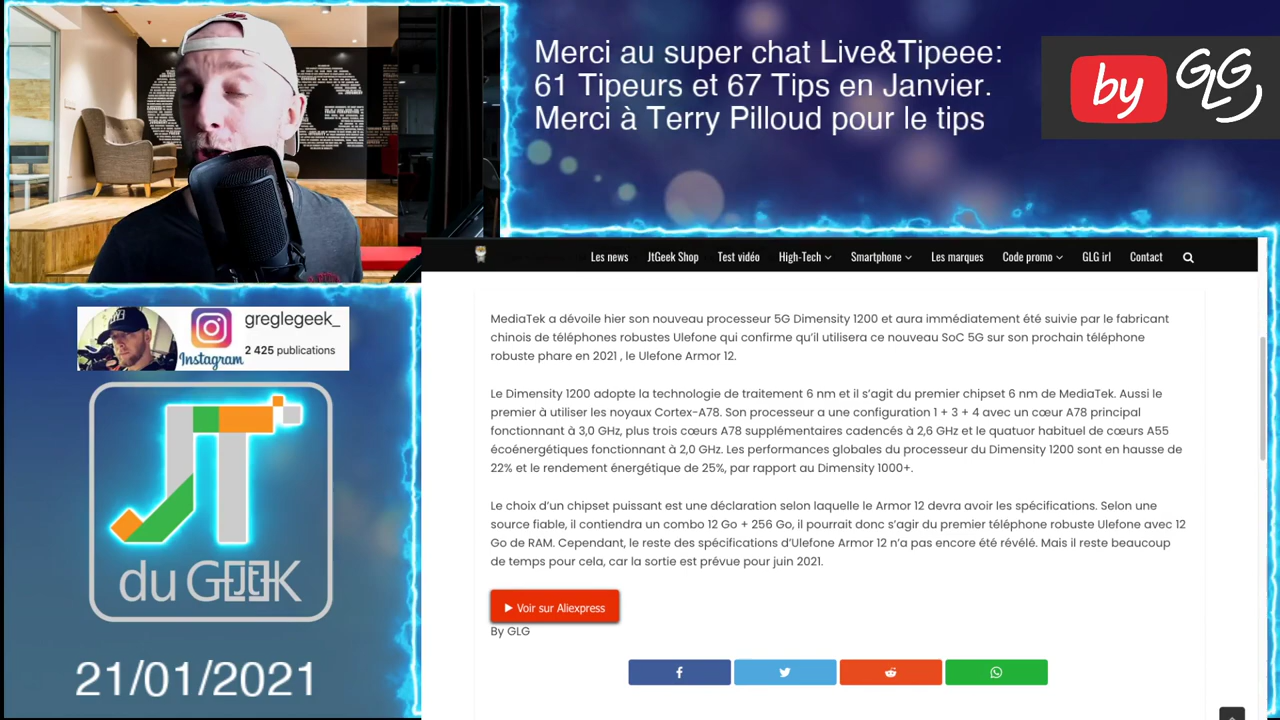 Merci au super chat Live&Tipeee:
61 Tipeurs et 67 Tips en Janvier.
Merci à Terry Pillouc pour le tips
by GLG
Les news JtGeek Shop Test vidéo High-Tech Smartphone Les marques Code promo GLG irl Contact
MediaTek a dévoile hier son nouveau processeur 5G Dimensity 1200 et aura immédiatement été suivie par le fabricant
chinois de téléphones robustes Ulefone qui confirme qu'il utilisera ce nouveau SoC 5G sur son prochain téléphone
robuste phare en 2021 , le Ulefone Armor 12.
Le Dimensity 1200 adopte la technologie de traitement 6 nm et il s'agit du premier chipset 6 nm de MediaTek. Aussi le
premier à utiliser les noyaux Cortex-A78. Son processeur a une configuration 1 + 3 + 4 avec un cœur A78 principal
fonctionnant à 3,0 GHz, plus trois cœurs A78 supplémentaires cadencés à 2,6 GHz et le quatuor habituel de cœurs A55
écoénergétiques fonctionnant à 2,0 GHz. Les performances globales du processeur du Dimensity 1200 sont en hausse de
22% et le rendement énergétique de 25%, par rapport au Dimensity 1000+.
Le choix d'un chipset puissant est une déclaration selon laquelle le Armor 12 devra avoir les spécifications. Selon une
source fiable, il contiendra un combo 12 Go + 256 Go, il pourrait donc s'agir du premier téléphone robuste Ulefone avec 12
Go de RAM. Cependant, le reste des spécifications d'Ulefone Armor 12 n'a pas encore été révélé. Mais il reste beaucoup
de temps pour cela, car la sortie est prévue pour juin 2021.
Voir sur Aliexpress
By GLG
greglegeek_
2 425 publications
Instagram
JT
du GEEK
21/01/2021